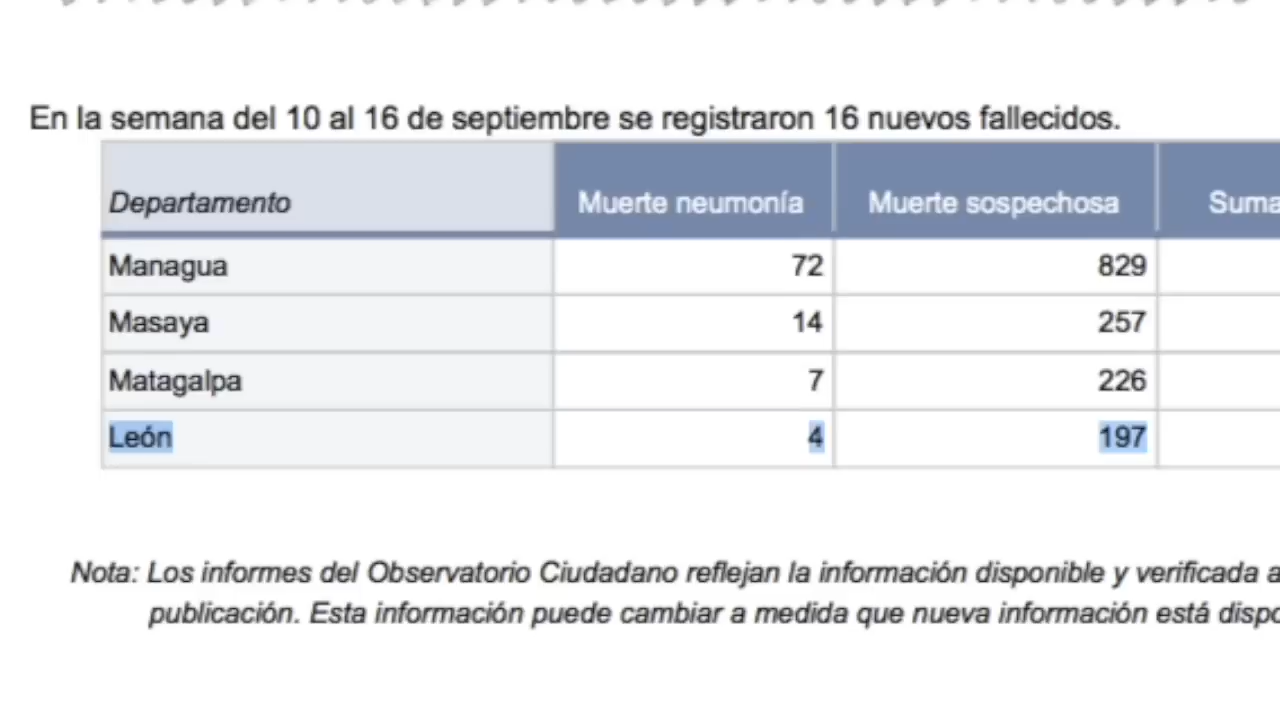 En la semana del 10 al 16 de septiembre se registraron 16 nuevos fallecidos.
Departamento Muerte neumonía Muerte sospechosa Suma
Managua 72 829
Masaya 14 257
Matagalpa 7 226
León 4 197
Nota: Los informes del Observatorio Ciudadano reflejan la información disponible y verificada a
publicación. Esta información puede cambiar a medida que nueva información está